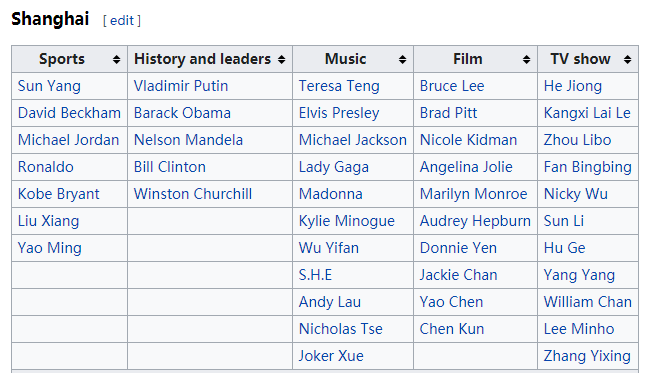 Shanghai [ edit ]
Sports History and leaders Music Film TV show
Sun Yang Vladimir Putin Teresa Teng Bruce Lee He Jiong
David Beckham Barack Obama Elvis Presley Brad Pitt Kangxi Lai Le
Michael Jordan Nelson Mandela Michael Jackson Nicole Kidman Zhou Libo
Ronaldo Bill Clinton Lady Gaga Angelina Jolie Fan Bingbing
Kobe Bryant Winston Churchill Madonna Marilyn Monroe Nicky Wu
Liu Xiang Kylie Minogue Audrey Hepburn Sun Li
Yao Ming Wu Yifan Donnie Yen Hu Ge
S.H.E Jackie Chan Yang Yang
Andy Lau Yao Chen William Chan
Nicholas Tse Chen Kun Lee Minho
Joker Xue Zhang Yixing